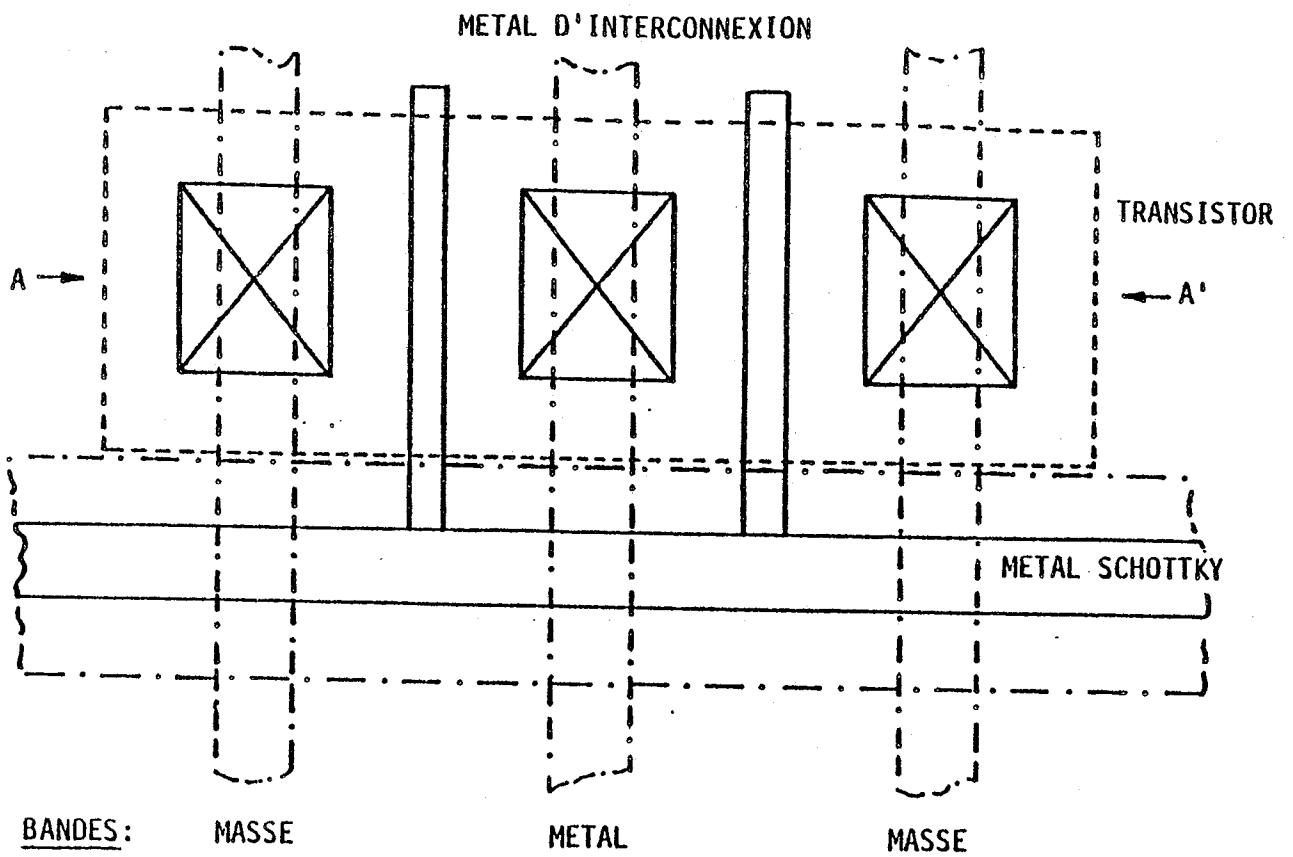 METAL D'INTERCONNEXION
TRANSISTOR
A
A'
METAL SCHOTTKY
BANDES: MASSE METAL MASSE